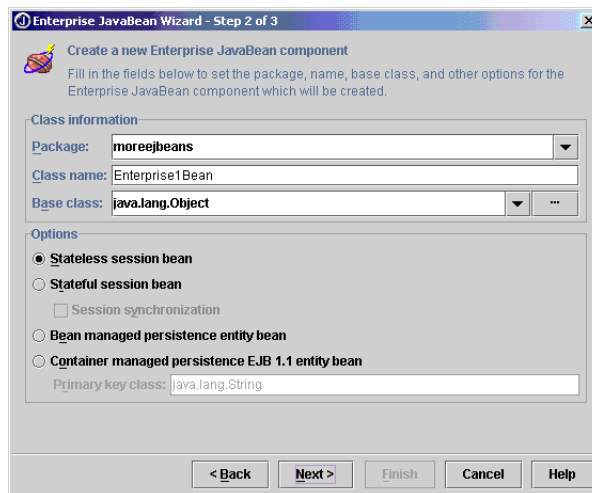 Enterprise JavaBean Wizard - Step 2 of 3
Create a new Enterprise JavaBean component
Fill in the fields below to set the package, name, base class, and other options for the
Enterprise JavaBean component which will be created.
Class information
Package: moreejbeans
Class name: Enterprise1Bean
Base class: java.lang.Object ...
Options
Stateless session bean
Stateful session bean
Session synchronization
Bean managed persistence entity bean
Container managed persistence EJB 1.1 entity bean
Primary key class: java.lang.String
< Back Next > Finish Cancel Help